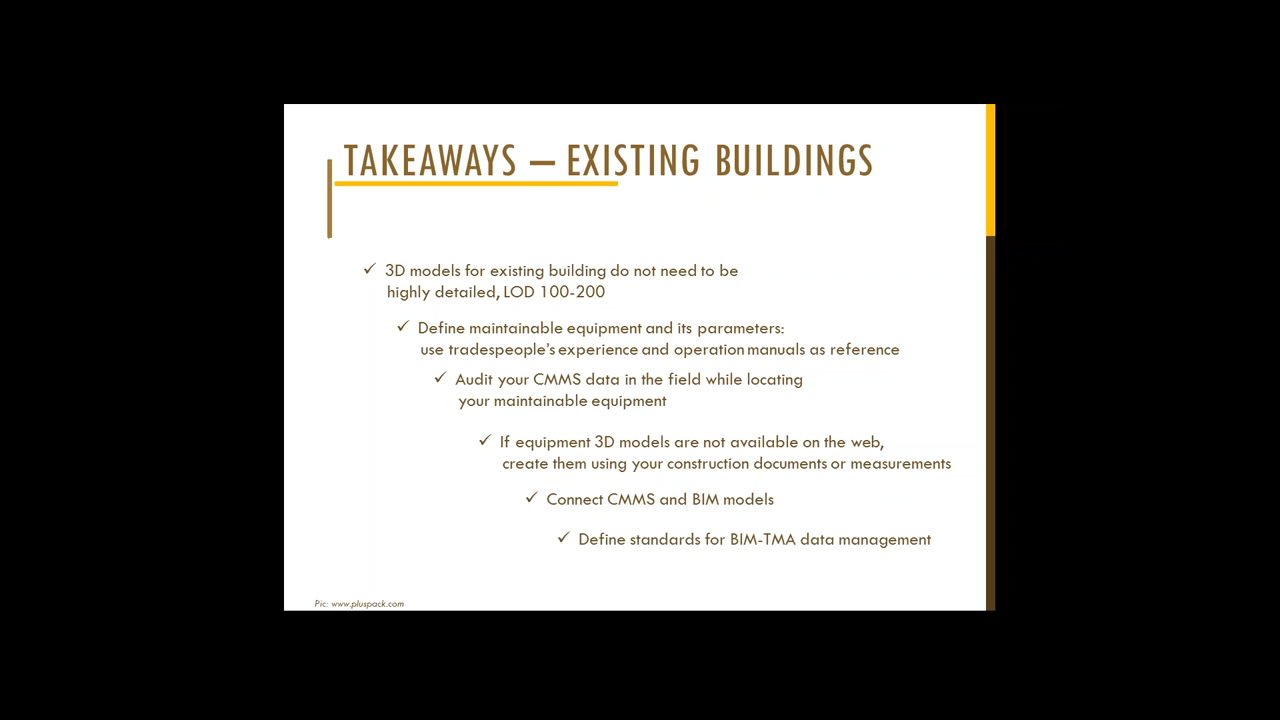 TAKEAWAYS – EXISTING BUILDINGS
✓ 3D models for existing building do not need to be
highly detailed, LOD 100-200
✓ Define maintainable equipment and its parameters:
use tradespeople's experience and operation manuals as reference
✓ Audit your CMMS data in the field while locating
your maintainable equipment
✓ If equipment 3D models are not available on the web,
create them using your construction documents or measurements
✓ Connect CMMS and BIM models
✓ Define standards for BIM-TMA data management
Pic: www.pluspack.com